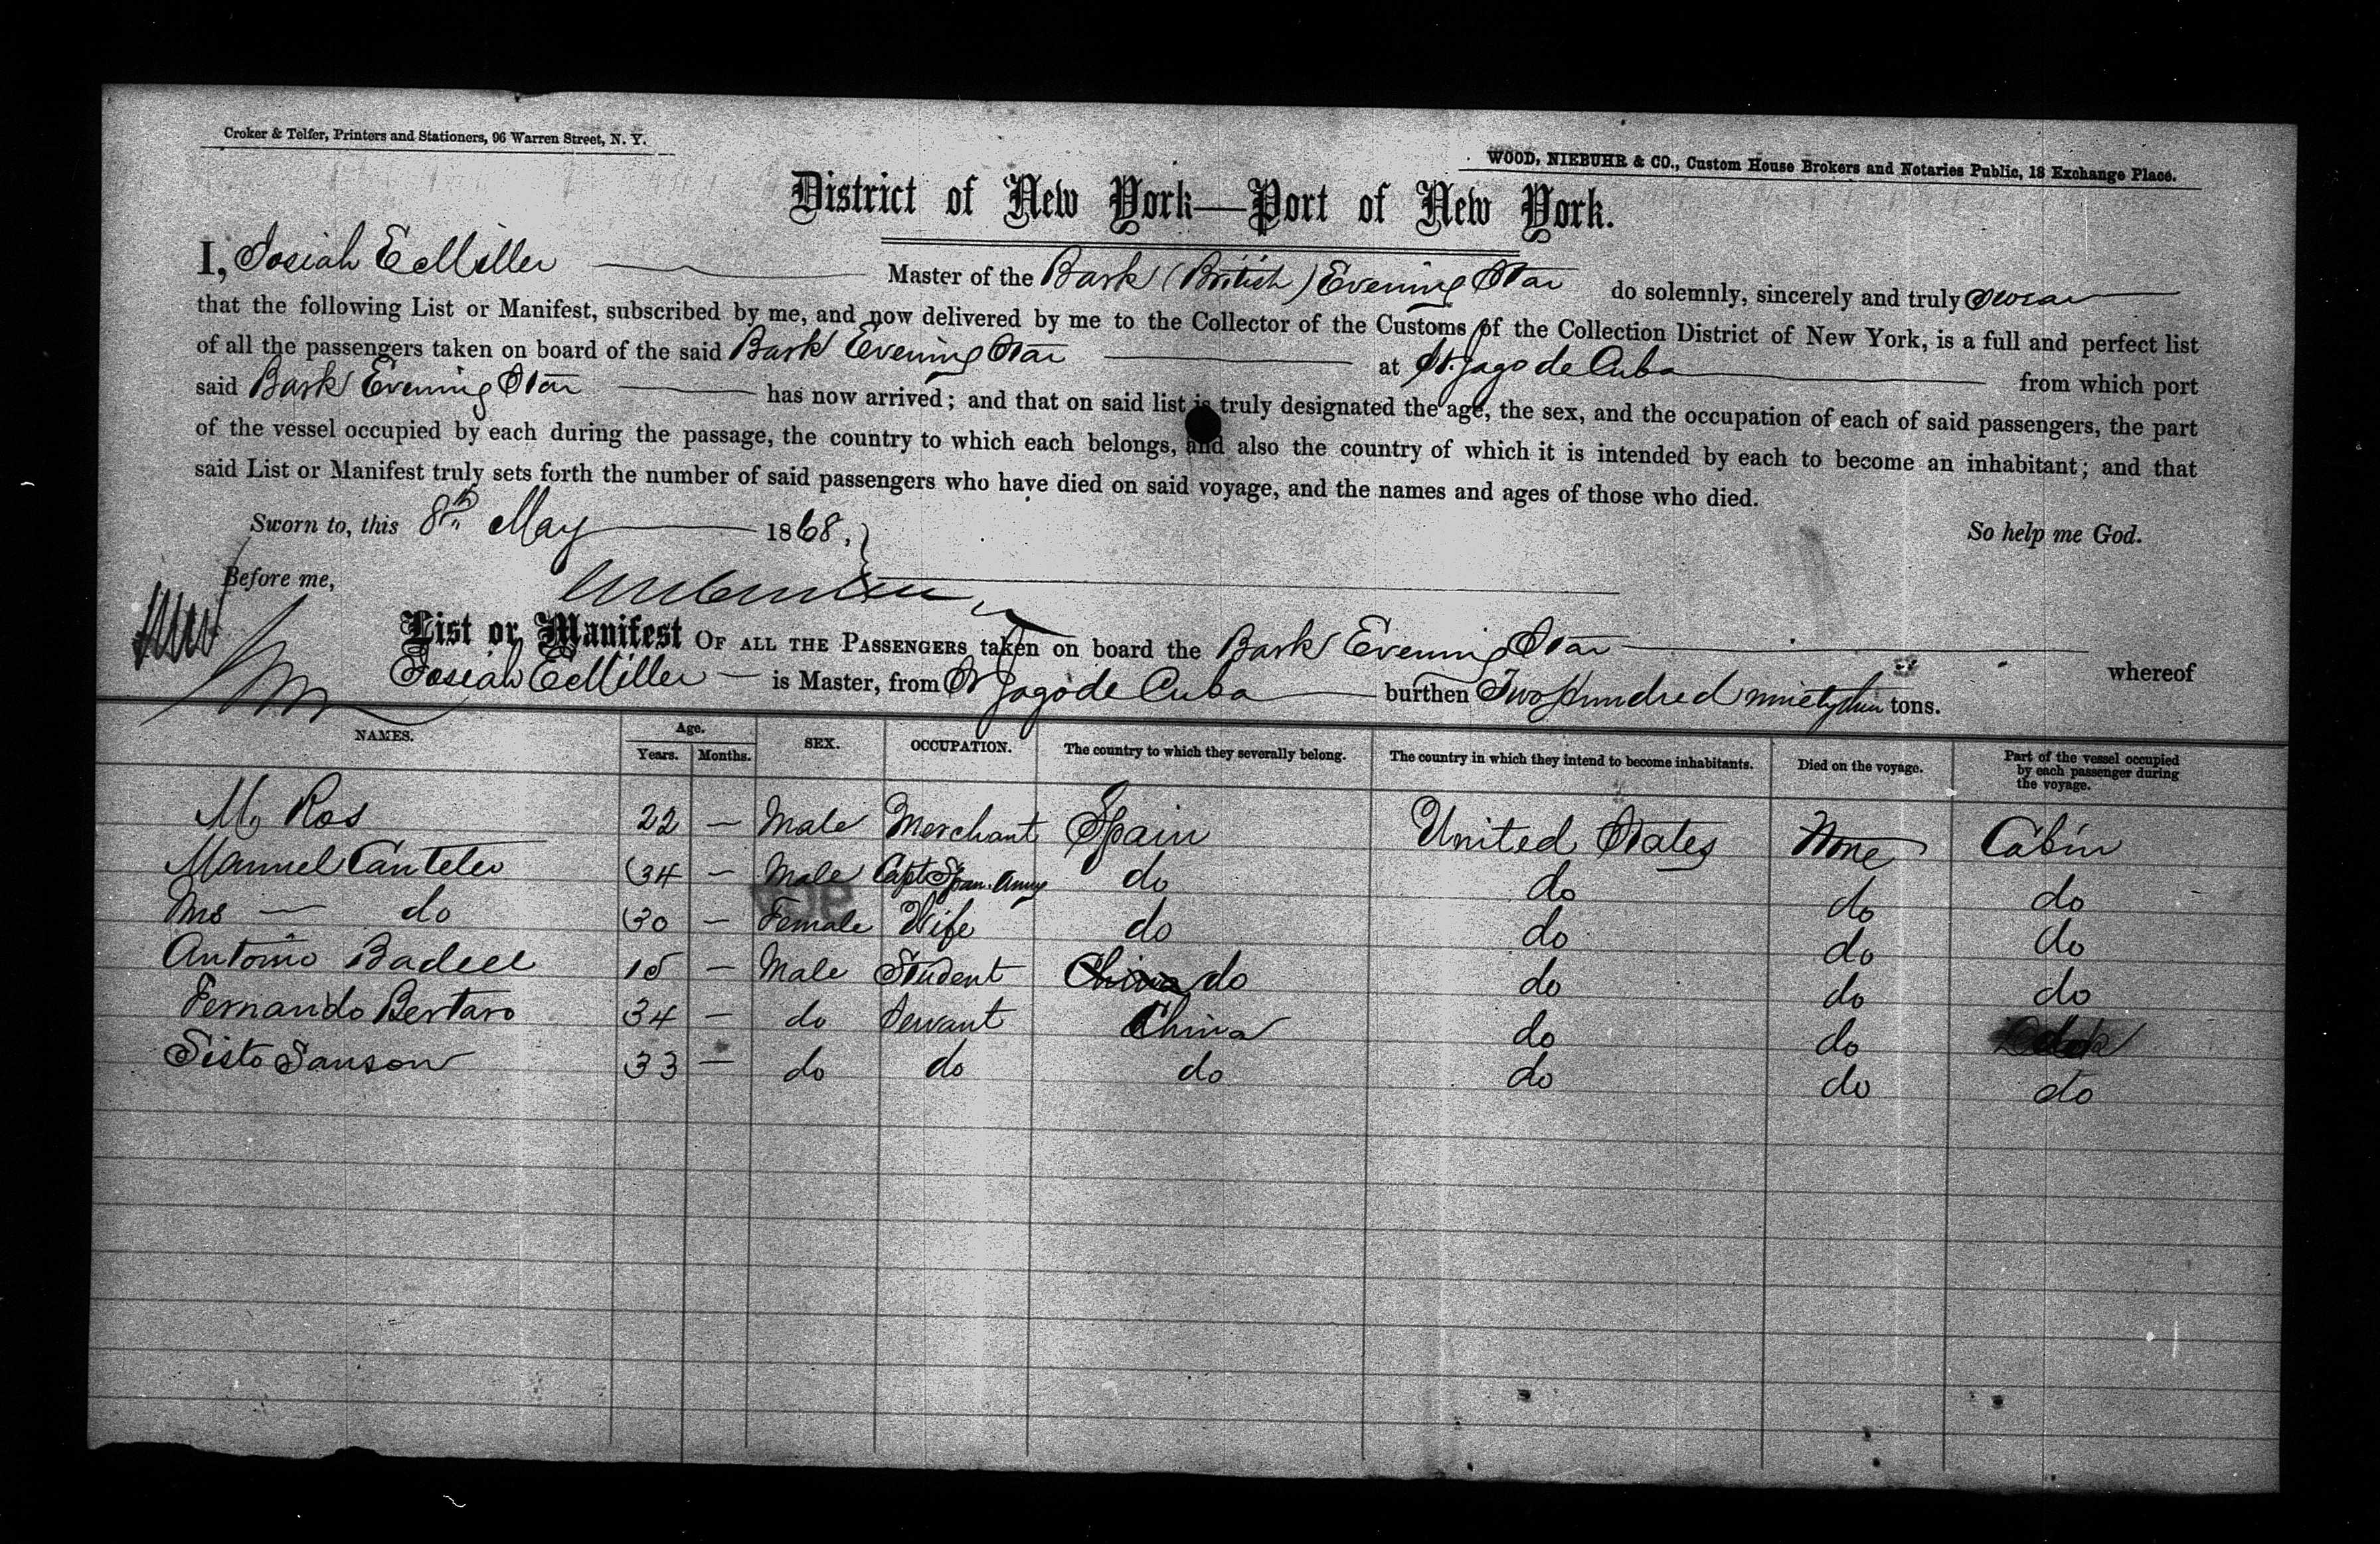 Croker & Telfer, Printers and Stationers, 96 Warren Street, N. Y.
WOOD, NIEBUHR & CO., Custom House Brokers and Notaries Public, 18 Exchange Place.
District of New York—Port of New York.
I, Josiah E Miller Master of the Bark (British) Evening Star do solemnly, sincerely and truly swear
that the following List or Manifest, subscribed by me, and now delivered by me to the Collector of the Customs of the Collection District of New York, is a full and perfect list
of all the passengers taken on board of the said Bark Evening Star at St. Jago de Cuba from which port
said Bark Evening Star has now arrived; and that on said list is truly designated the age, the sex, and the occupation of each of said passengers, the part
of the vessel occupied by each during the passage, the country to which each belongs, and also the country of which it is intended by each to become an inhabitant; and that
said List or Manifest truly sets forth the number of said passengers who have died on said voyage, and the names and ages of those who died.
Sworn to, this 8th May 1868. So help me God.
Before me,
List or Manifest OF ALL THE PASSENGERS taken on board the Bark Evening Star whereof
Josiah E Miller is Master, from St Jago de Cuba burthen Two hundred ninety tons.
NAMES. Age. Years. Months. SEX. OCCUPATION. The country to which they severally belong. The country in which they intend to become inhabitants. Died on the voyage. Part of the vessel occupied by each passenger during the voyage.
M Ros 22 — Male Merchant Spain United States None Cabin
Manuel Cantelo 34 — Male Capt Span. Army do do do do
Mrs — do 30 — Female Wife do do do do
Antonio Badell 15 — Male Student China do do do do
Fernando Bertaro 34 — do Servant China do do
Sisto Sanson 33 — do do do do do do